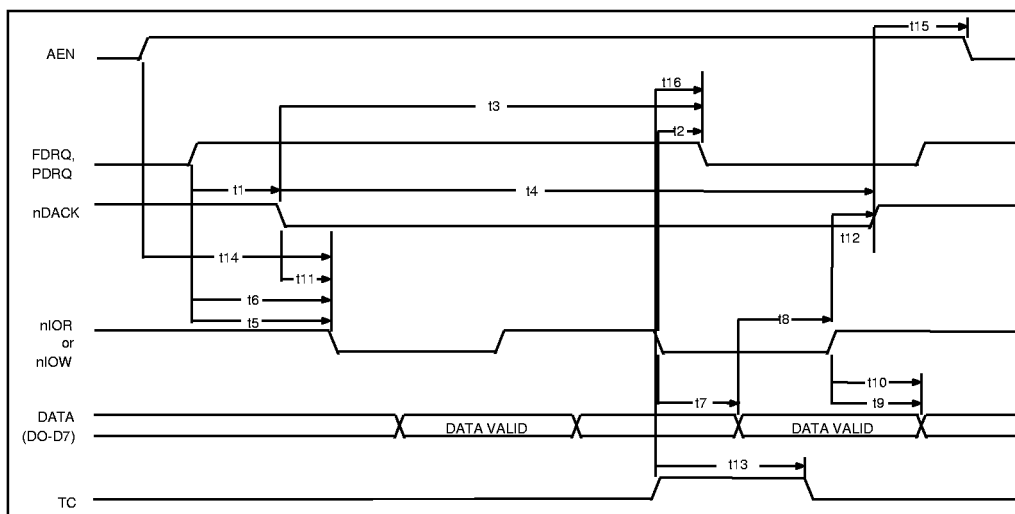 t15
AEN
t16
t3
t2
FDRQ,
PDRQ
t1
t4
nDACK
t12
t14
t11
t6
t5
t8
nIOR
or
nIOW
t10
t7
t9
DATA
(DO-D7)
DATA VALID
DATA VALID
t13
TC